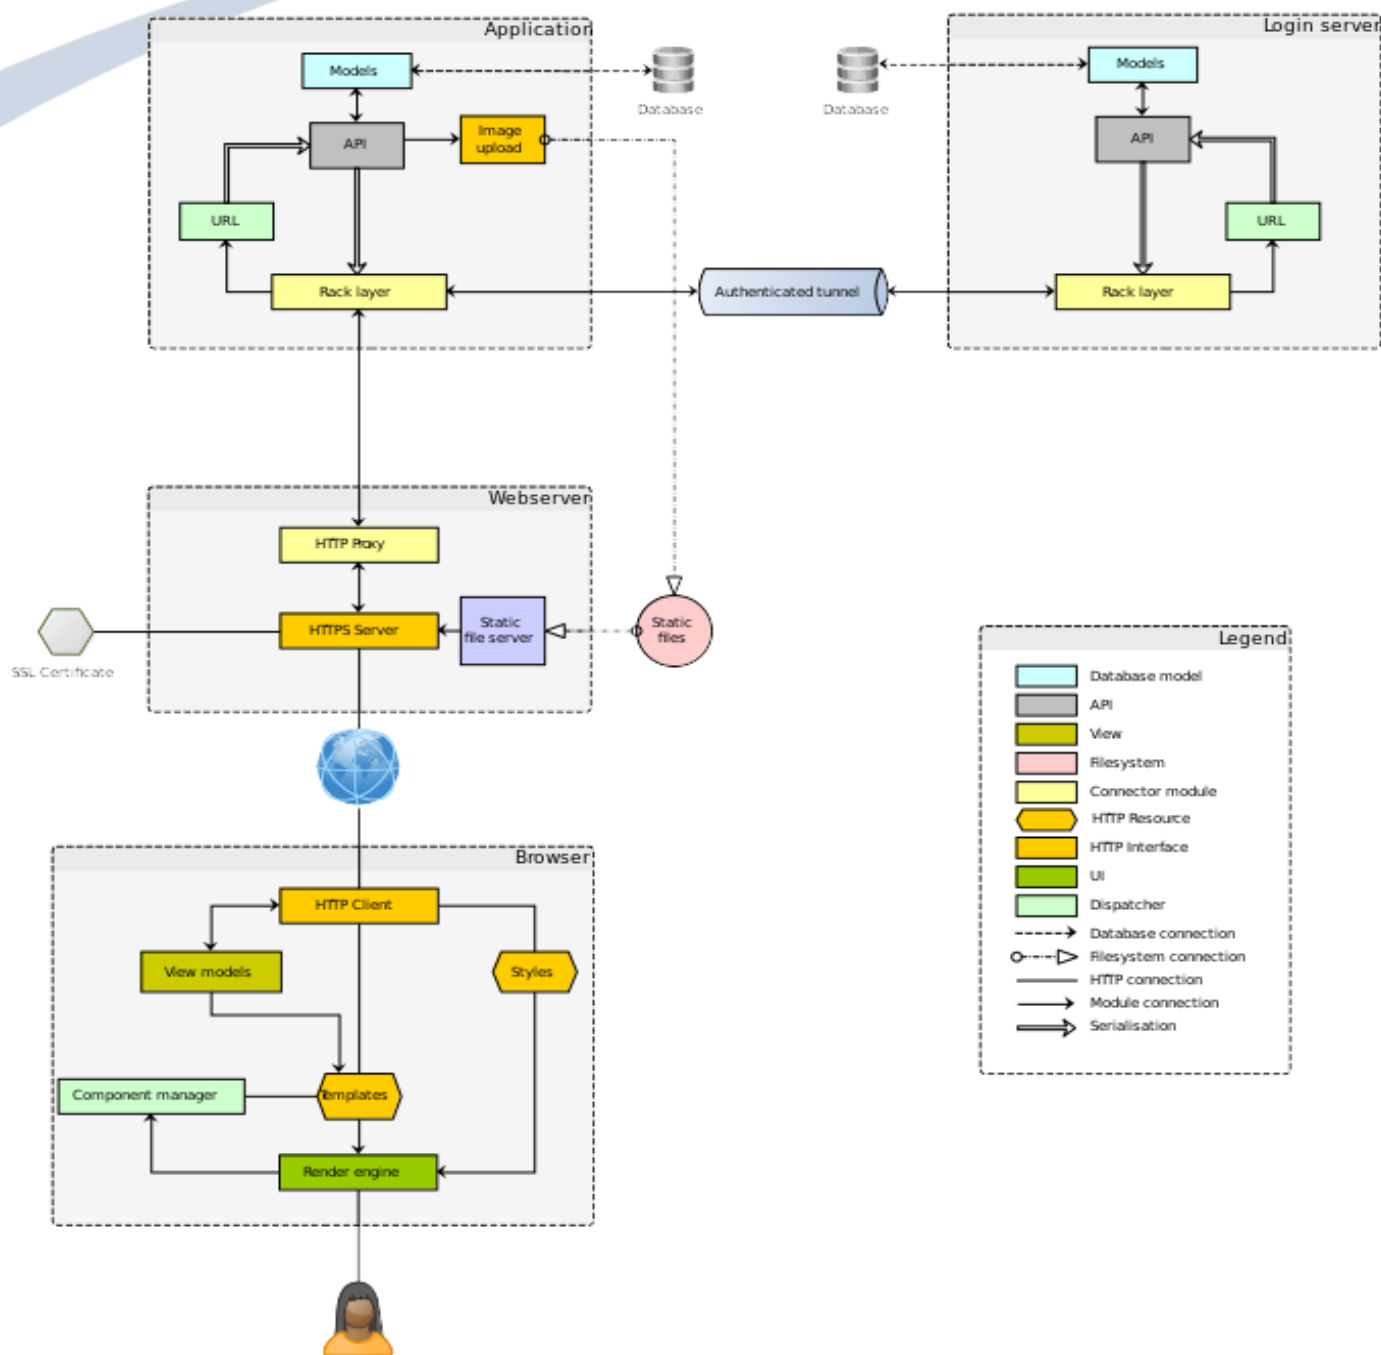 Application
Models
Database
API
Image
upload
URL
Rack layer
Authenticated tunnel
Login server
Models
Database
API
URL
Rack layer
Webserver
HTTP Proxy
HTTPS Server
Static
file server
Static
files
SSL Certificate
Browser
HTTP Client
View models
Styles
Component manager
Templates
Render engine
Legend
Database model
API
View
Filesystem
Connector module
HTTP Resource
HTTP Interface
UI
Dispatcher
Database connection
Filesystem connection
HTTP connection
Module connection
Serialisation